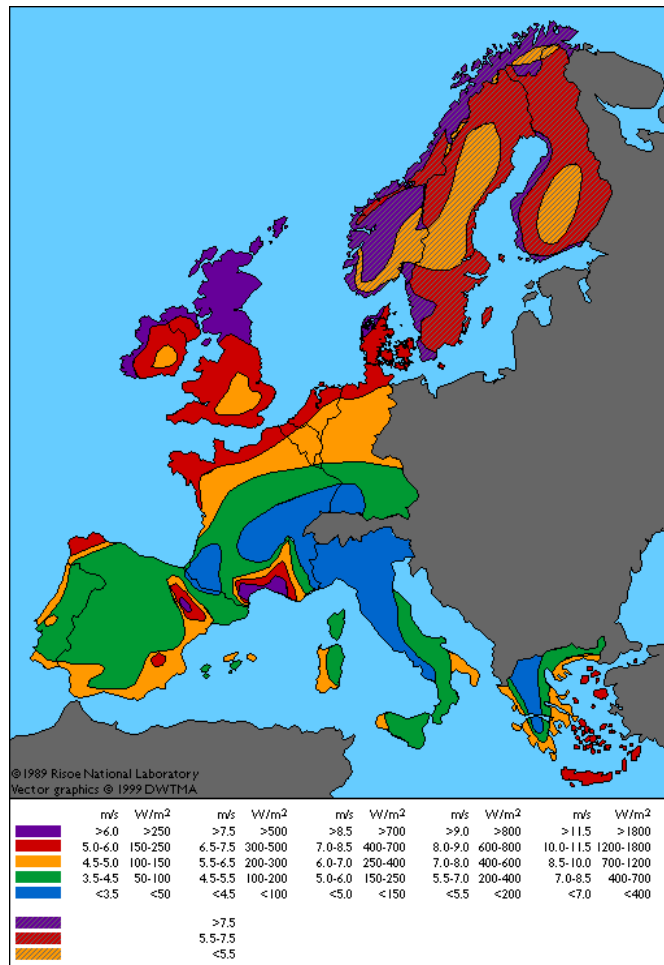 ©1989 Risoe National Laboratory
Vector graphics © 1999 DWTMA
m/s W/m² m/s W/m² m/s W/m² m/s W/m² m/s W/m²
>6.0 >250 >7.5 >500 >8.5 >700 >9.0 >800 >11.5 >1800
5.0-6.0 150-250 6.5-7.5 300-500 7.0-8.5 400-700 8.0-9.0 600-800 10.0-11.5 1200-1800
4.5-5.0 100-150 5.5-6.5 200-300 6.0-7.0 250-400 7.0-8.0 400-600 8.5-10.0 700-1200
3.5-4.5 50-100 4.5-5.5 100-200 5.0-6.0 150-250 5.5-7.0 200-400 7.0-8.5 400-700
<3.5 <50 <4.5 <100 <5.0 <150 <5.5 <200 <7.0 <400
>7.5
5.5-7.5
<5.5